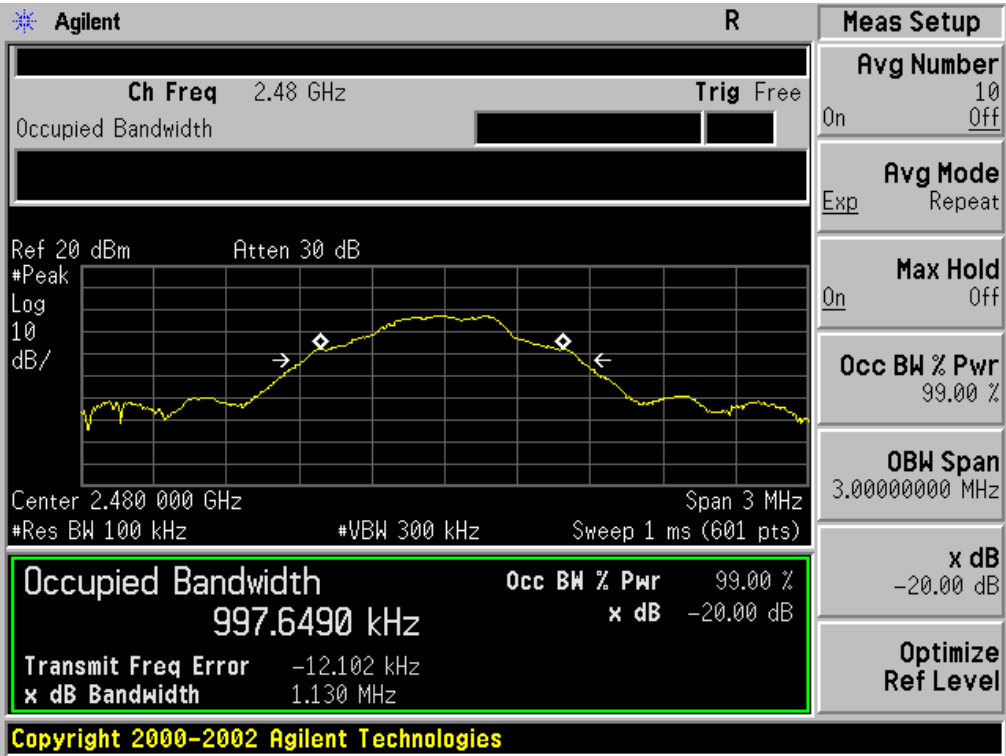 Agilent R
Ch Freq 2.48 GHz Trig Free
Occupied Bandwidth
Ref 20 dBm Atten 30 dB
#Peak
Log
10
dB/
Center 2.480 000 GHz Span 3 MHz
#Res BW 100 kHz #VBW 300 kHz Sweep 1 ms (601 pts)
Occupied Bandwidth
997.6490 kHz
Occ BW % Pwr 99.00 %
x dB -20.00 dB
Transmit Freq Error -12.102 kHz
x dB Bandwidth 1.130 MHz
Copyright 2000-2002 Agilent Technologies
Meas Setup
Avg Number
10
On Off
Avg Mode
Exp Repeat
Max Hold
On Off
Occ BW % Pwr
99.00 %
OBW Span
3.00000000 MHz
x dB
-20.00 dB
Optimize
Ref Level